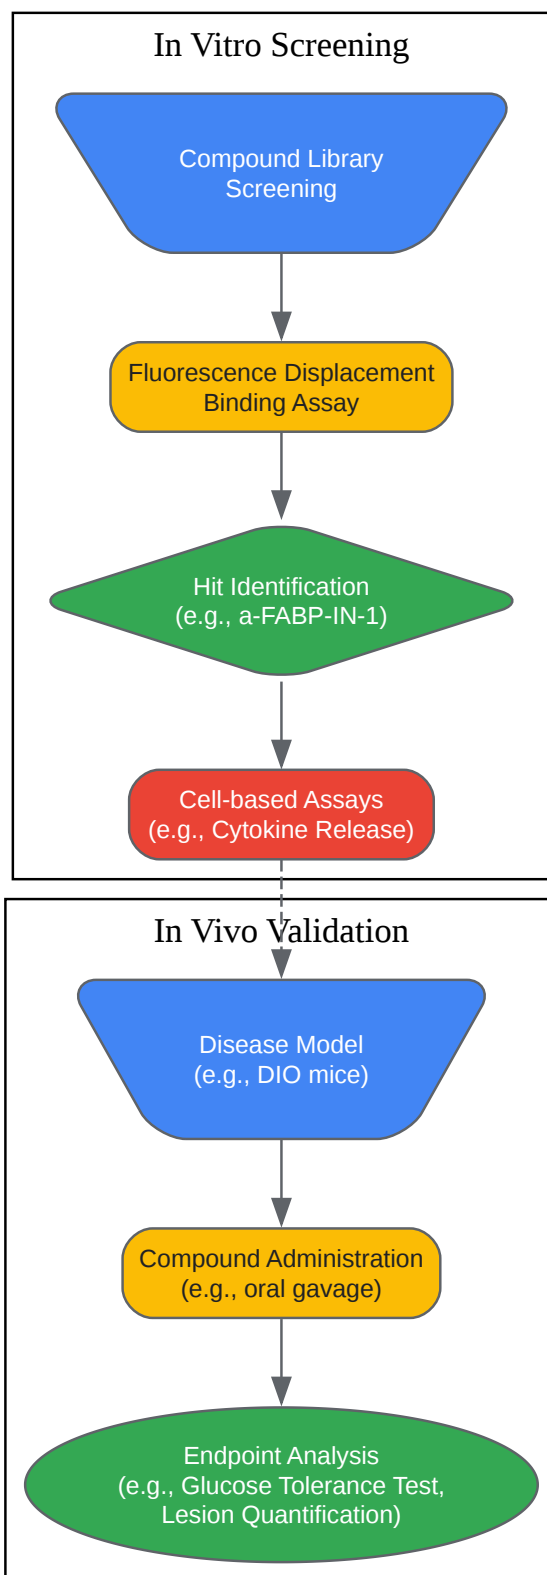 In Vitro Screening
Compound Library
Screening
Fluorescence Displacement
Binding Assay
Hit Identification
(e.g., a-FABP-IN-1)
Cell-based Assays
(e.g., Cytokine Release)
In Vivo Validation
Disease Model
(e.g., DIO mice)
Compound Administration
(e.g., oral gavage)
Endpoint Analysis
(e.g., Glucose Tolerance Test,
Lesion Quantification)